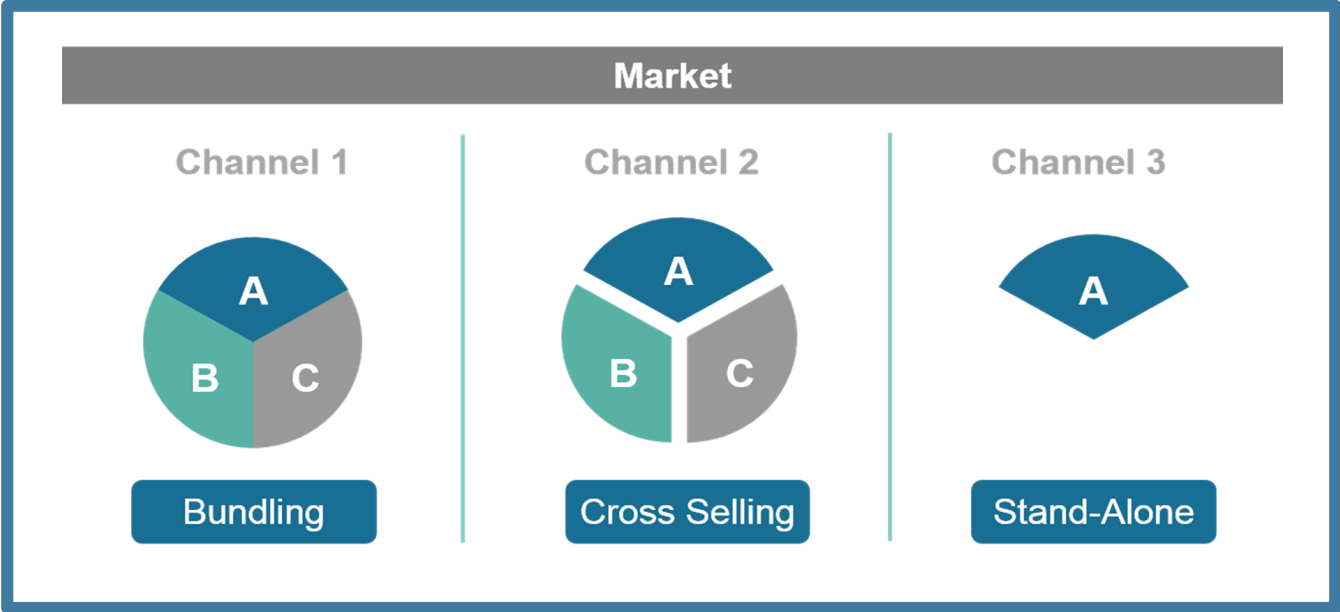 Market
Channel 1
Channel 2
Channel 3
A
B
C
A
B
C
A
Bundling
Cross Selling
Stand-Alone